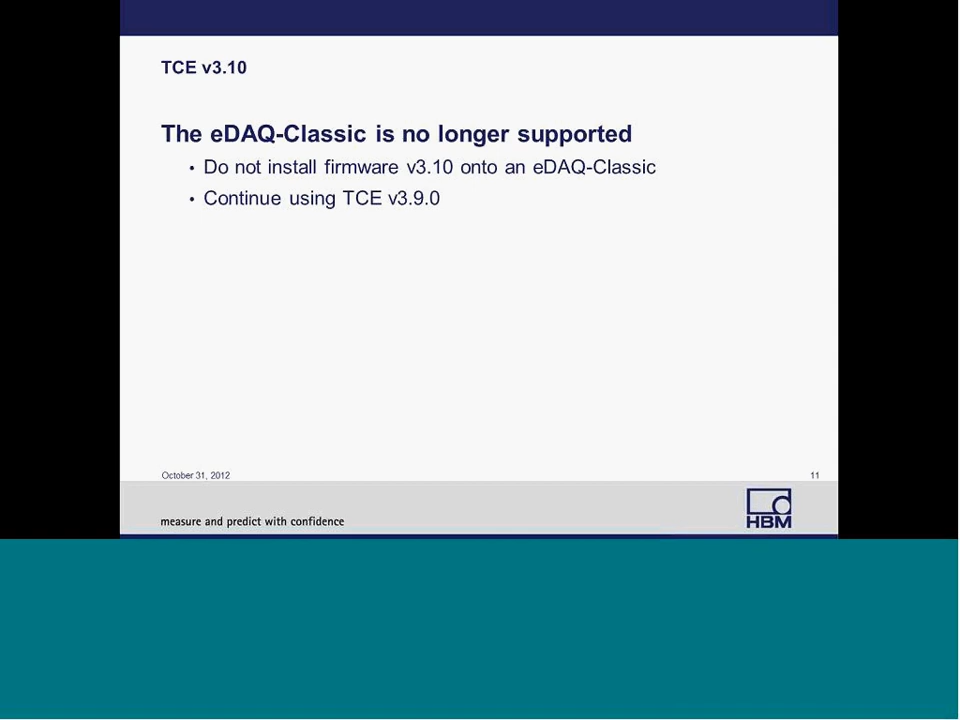 TCE v3.10
The eDAQ-Classic is no longer supported
• Do not install firmware v3.10 onto an eDAQ-Classic
• Continue using TCE v3.9.0
October 31, 2012
11
measure and predict with confidence
HBM